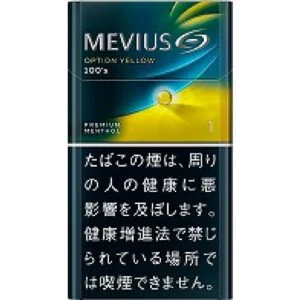 MEVIUS
OPTION YELLOW
100's
PREMIUM
MENTHOL
1
たばこの煙は、周り
の人の健康に悪
影響を及ぼします。
健康増進法で禁じ
られている場所で
は喫煙できません。